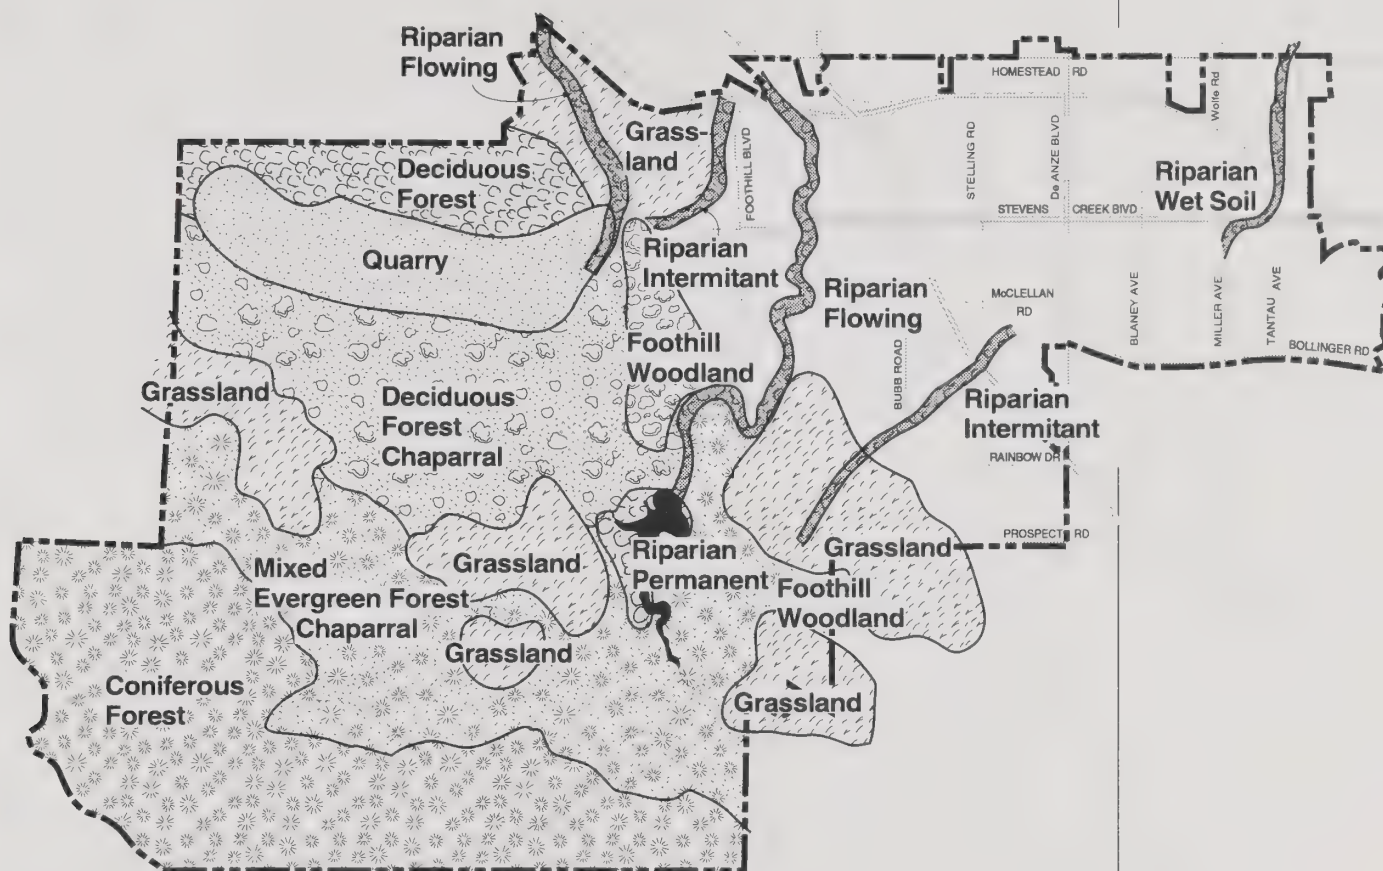 Riparian
Flowing
HOMESTEAD RD
Wolfe Rd
Grass-
land
FOOTHILL BLVD
STELLING RD
De ANZE BLVD
Deciduous
Forest
Riparian
Wet Soil
STEVENS CREEK BLVD
Quarry
Riparian
Intermitant
Riparian
Flowing
McCLELLAN
RD
BLANEY AVE
MILLER AVE
TANTAU AVE
BOLLINGER RD
Foothill
Woodland
BUBB ROAD
Grassland
Deciduous
Forest
Chaparral
Riparian
Intermitant
RAINBOW DR
PROSPECT RD
Grassland
Riparian
Permanent
Grassland
Mixed
Evergreen Forest
Chaparral
Foothill
Woodland
Grassland
Coniferous
Forest
Grassland